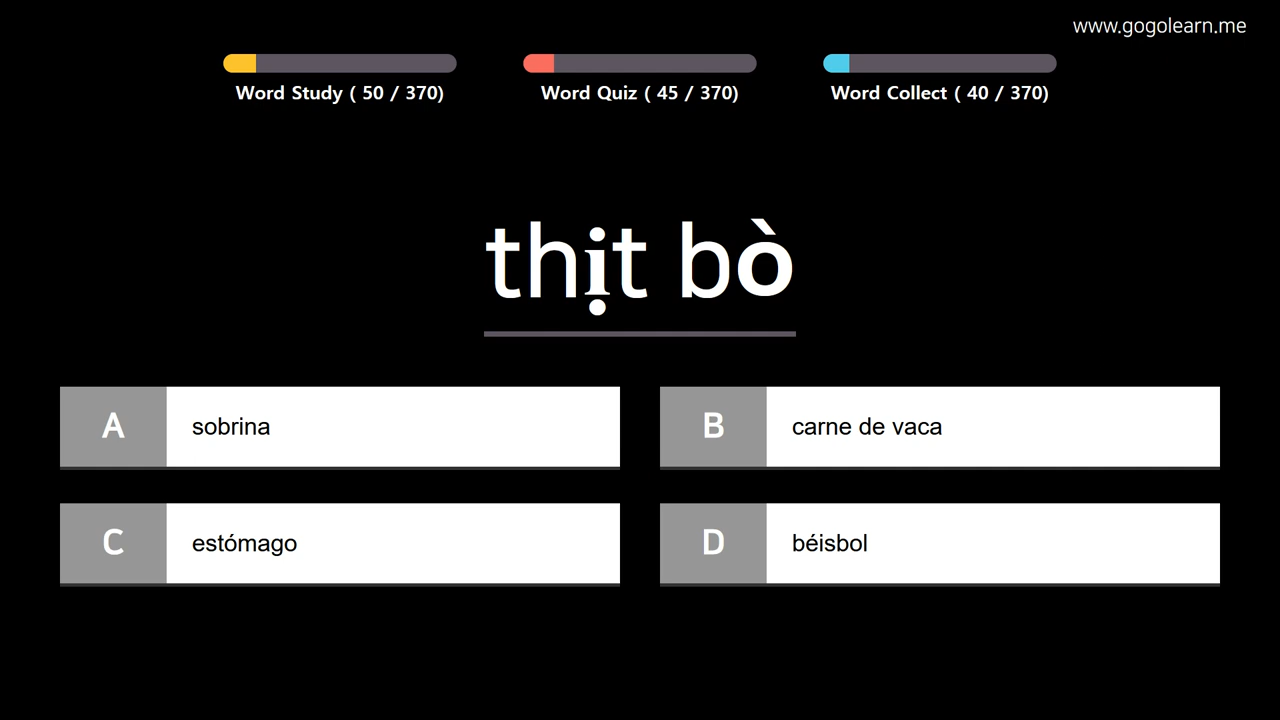 www.gogolearn.me
Word Study ( 50 / 370)
Word Quiz ( 45 / 370)
Word Collect ( 40 / 370)
thịt bò
A sobrina
B carne de vaca
C estómago
D béisbol